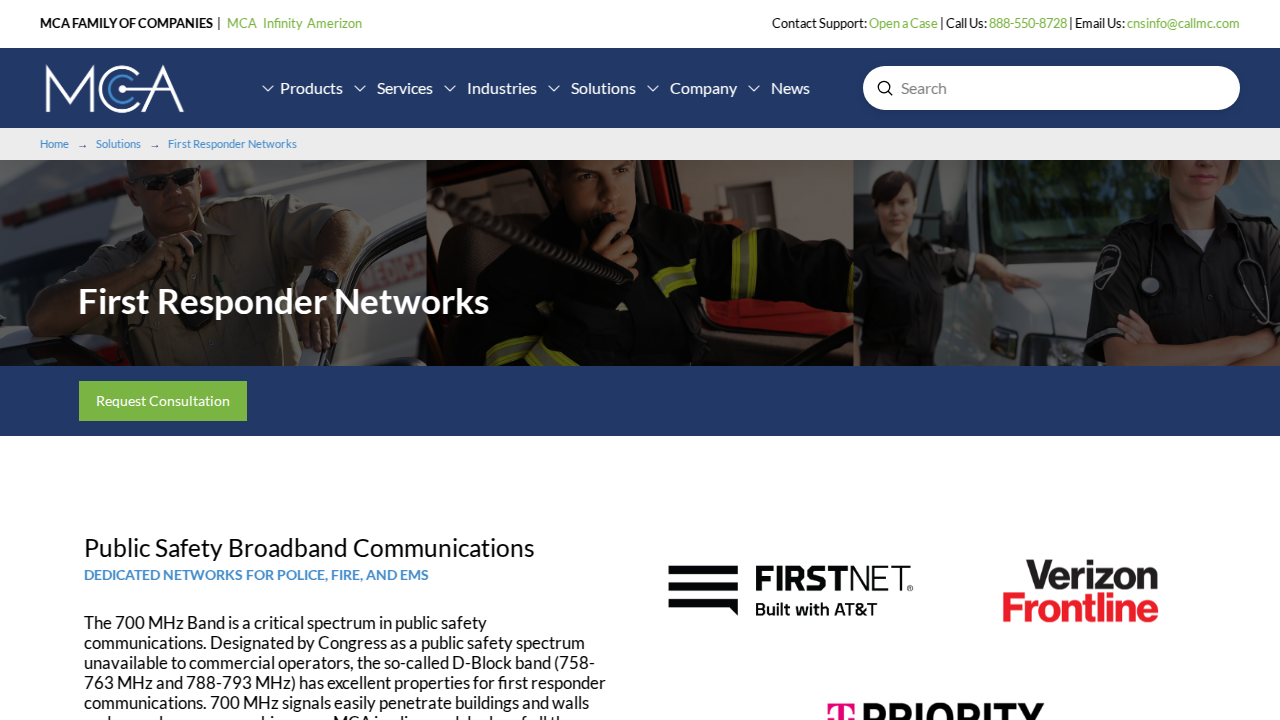 MCA FAMILY OF COMPANIES | MCA Infinity Amerizon
Contact Support: Open a Case | Call Us: 888-550-8728 | Email Us: cnsinfo@callmc.com
MCA
Products Services Industries Solutions Company News
Search
Home → Solutions → First Responder Networks
First Responder Networks
Request Consultation
Public Safety Broadband Communications
DEDICATED NETWORKS FOR POLICE, FIRE, AND EMS
The 700 MHz Band is a critical spectrum in public safety
communications. Designated by Congress as a public safety spectrum
unavailable to commercial operators, the so-called D-Block band (758-
763 MHz and 788-793 MHz) has excellent properties for first responder
communications. 700 MHz signals easily penetrate buildings and walls
FIRSTNET®
Built with AT&T
Verizon
Frontline
T PRIORITY